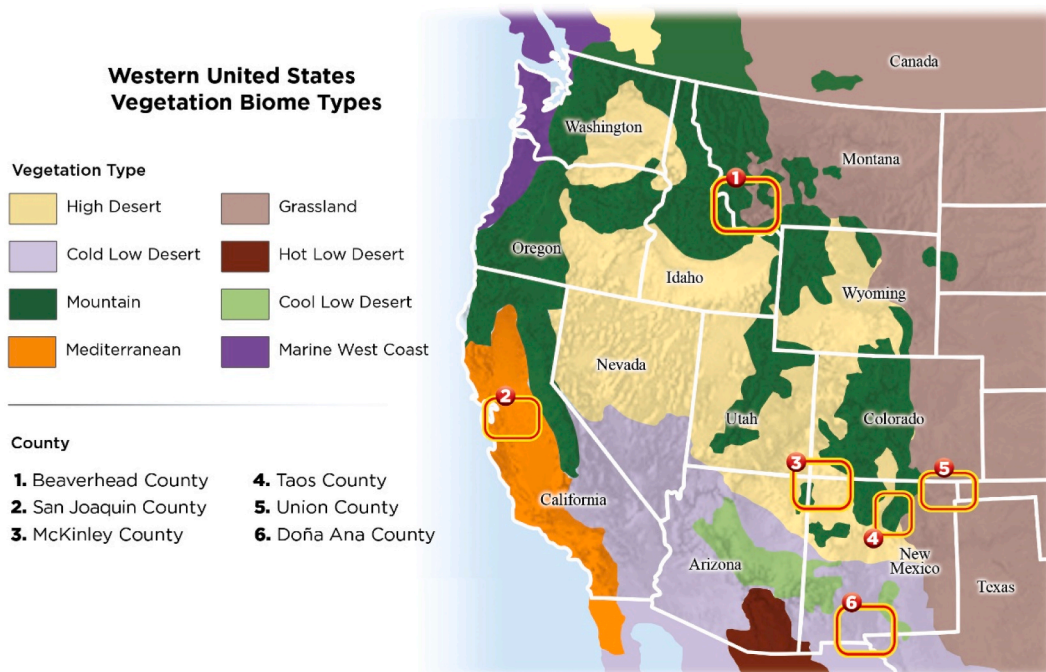 Western United States
Vegetation Biome Types
Vegetation Type
High Desert
Grassland
Cold Low Desert
Hot Low Desert
Mountain
Cool Low Desert
Mediterranean
Marine West Coast
County
1. Beaverhead County
4. Taos County
2. San Joaquin County
5. Union County
3. McKinley County
6. Doña Ana County
Canada
Washington
Montana
1
Oregon
Idaho
Wyoming
Nevada
2
Utah
Colorado
3
5
California
4
New
Mexico
Arizona
Texas
6